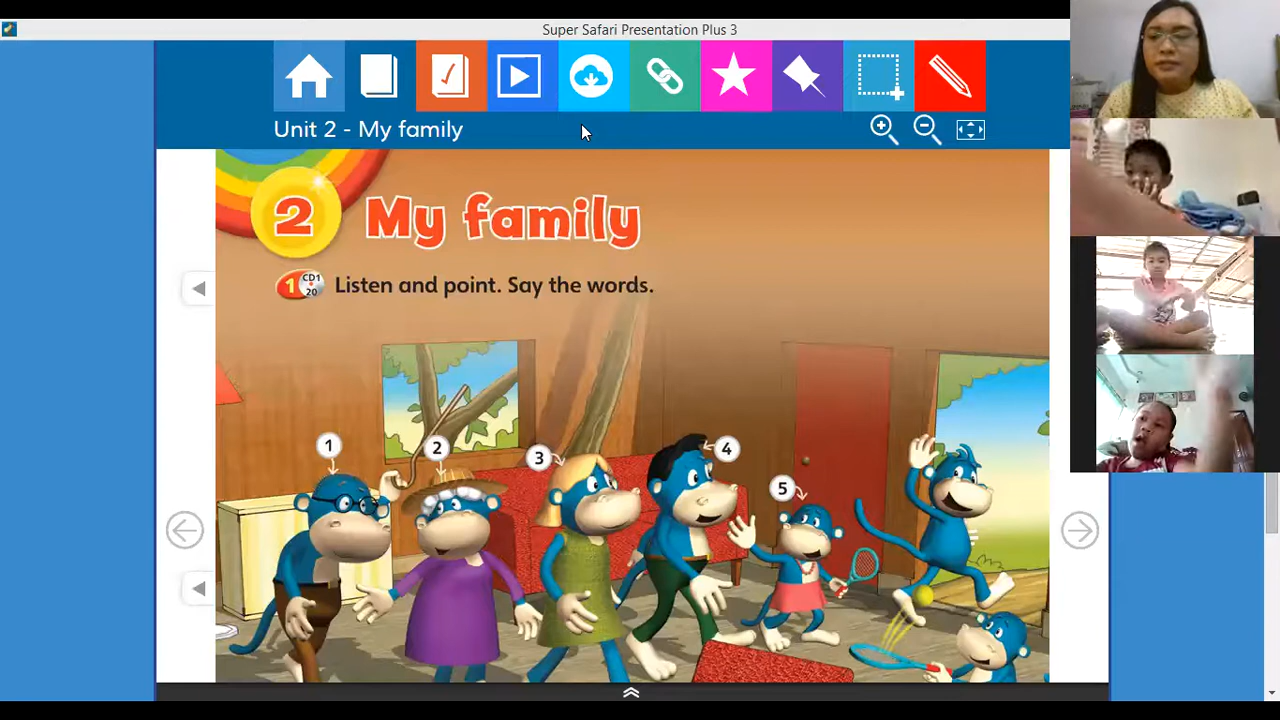 Super Safari Presentation Plus 3
Unit 2 - My family
2 My family
1 CD1 20 Listen and point. Say the words.
1
2
3
4
5